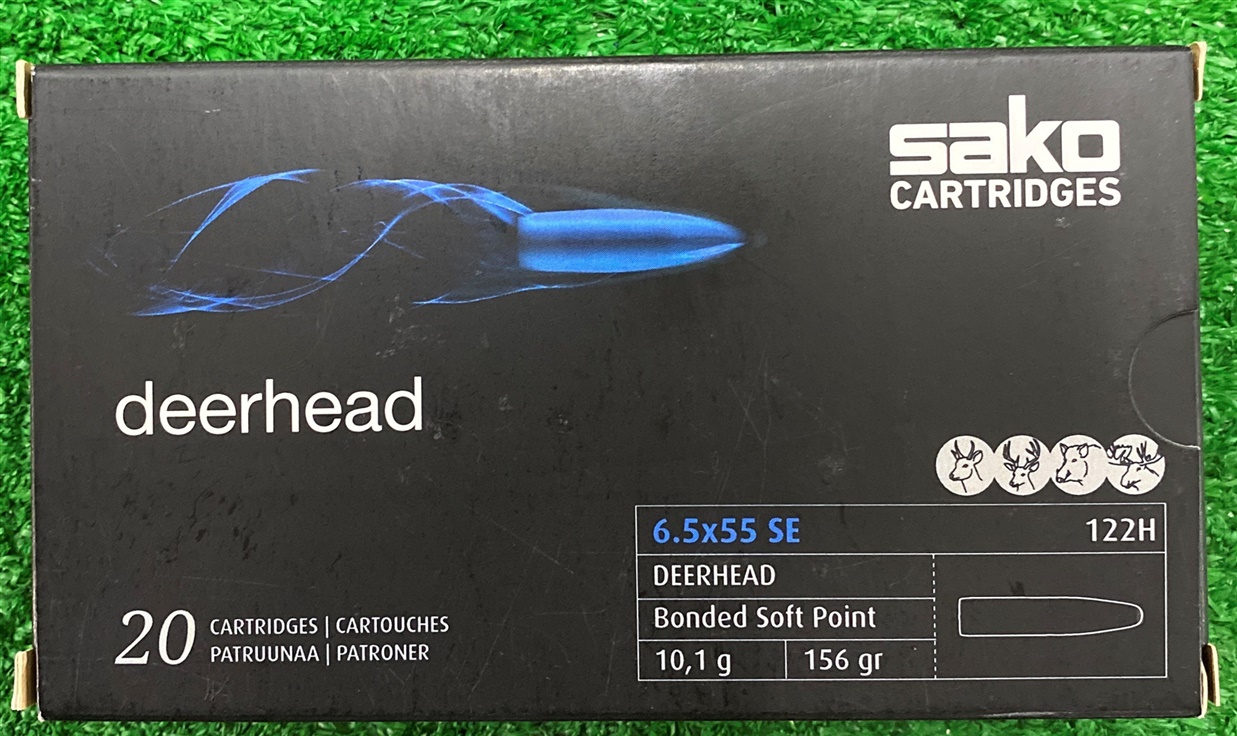 sako
CARTRIDGES
deerhead
6.5x55 SE 122H
DEERHEAD
Bonded Soft Point
10,1 g 156 gr
20 CARTRIDGES | CARTOUCHES
PATRUUNAA | PATRONER